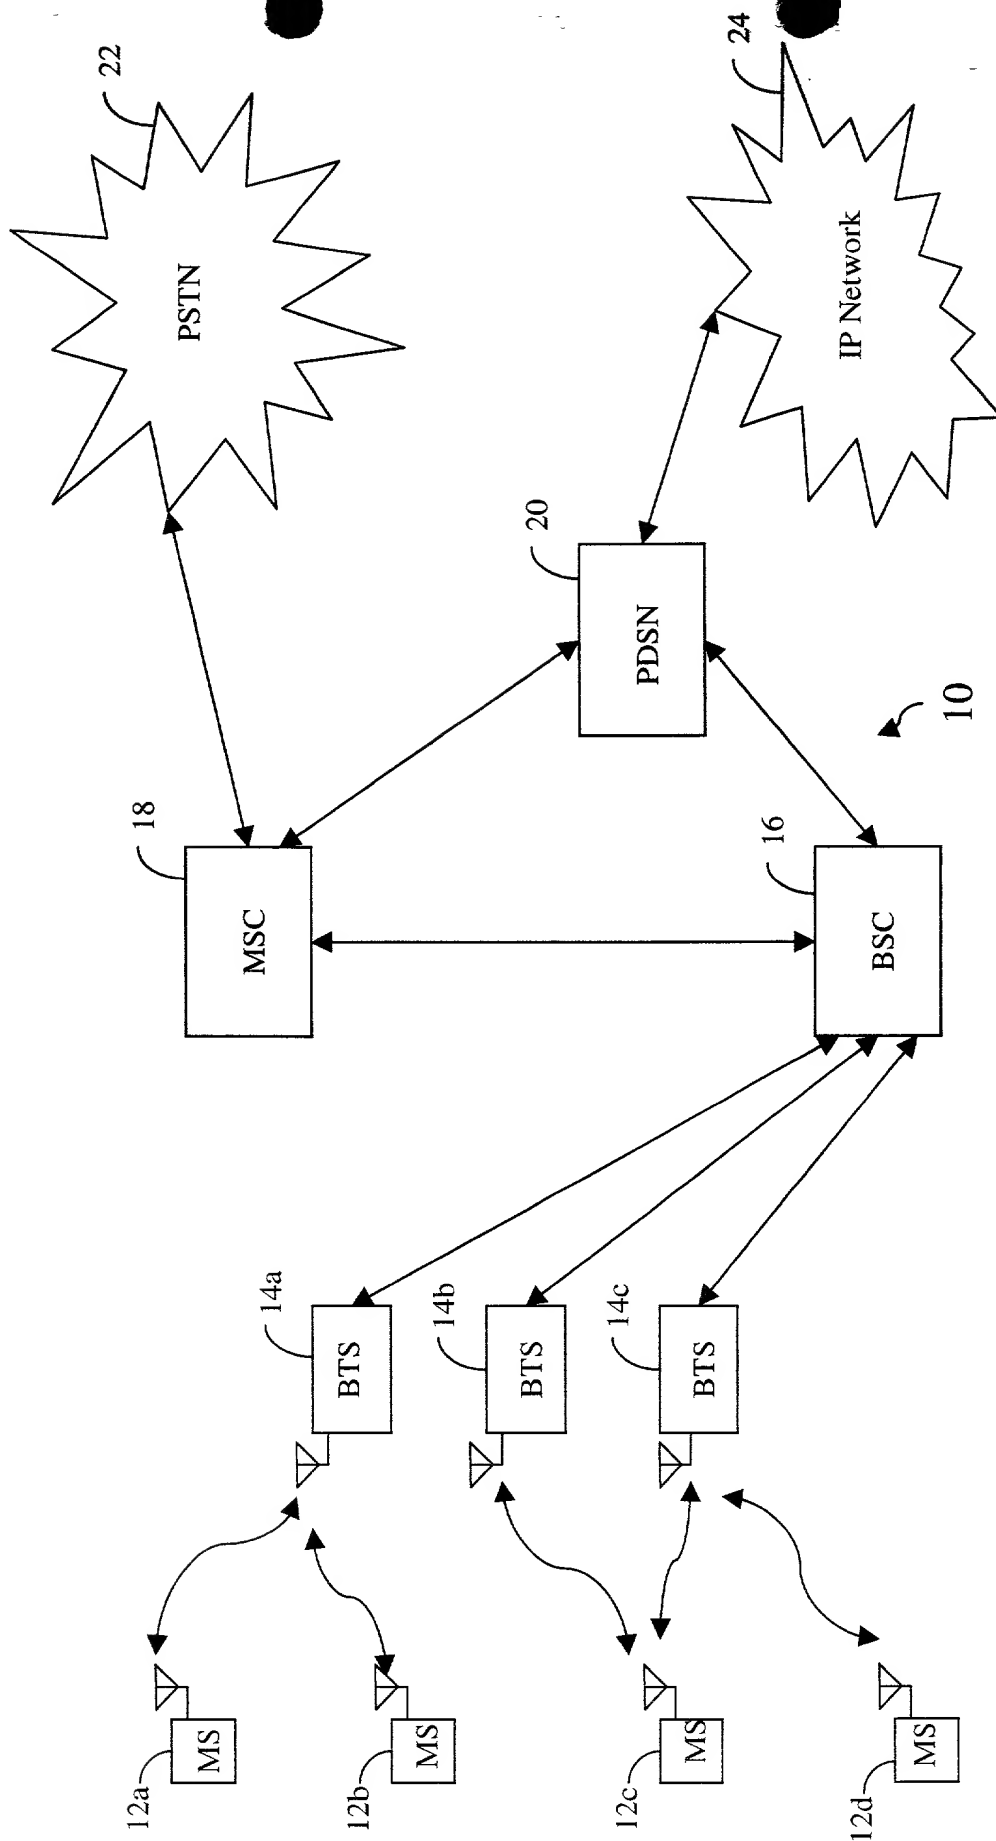 22
PSTN
24
IP Network
18
MSC
20
PDSN
10
16
BSC
14a
BTS
14b
BTS
14c
BTS
12a
MS
12b
MS
12c
MS
12d
MS